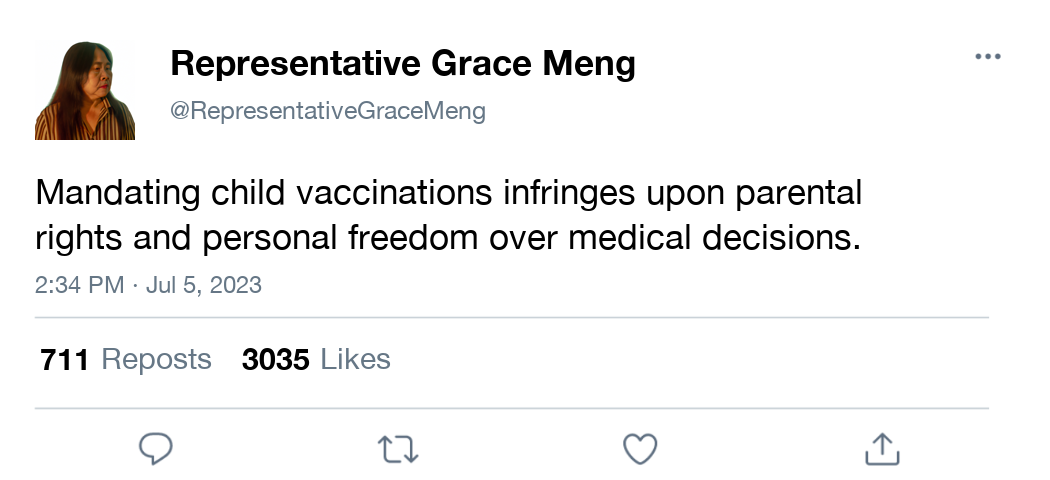 Representative Grace Meng
@RepresentativeGraceMeng
Mandating child vaccinations infringes upon parental
rights and personal freedom over medical decisions.
2:34 PM · Jul 5, 2023
711 Reposts 3035 Likes